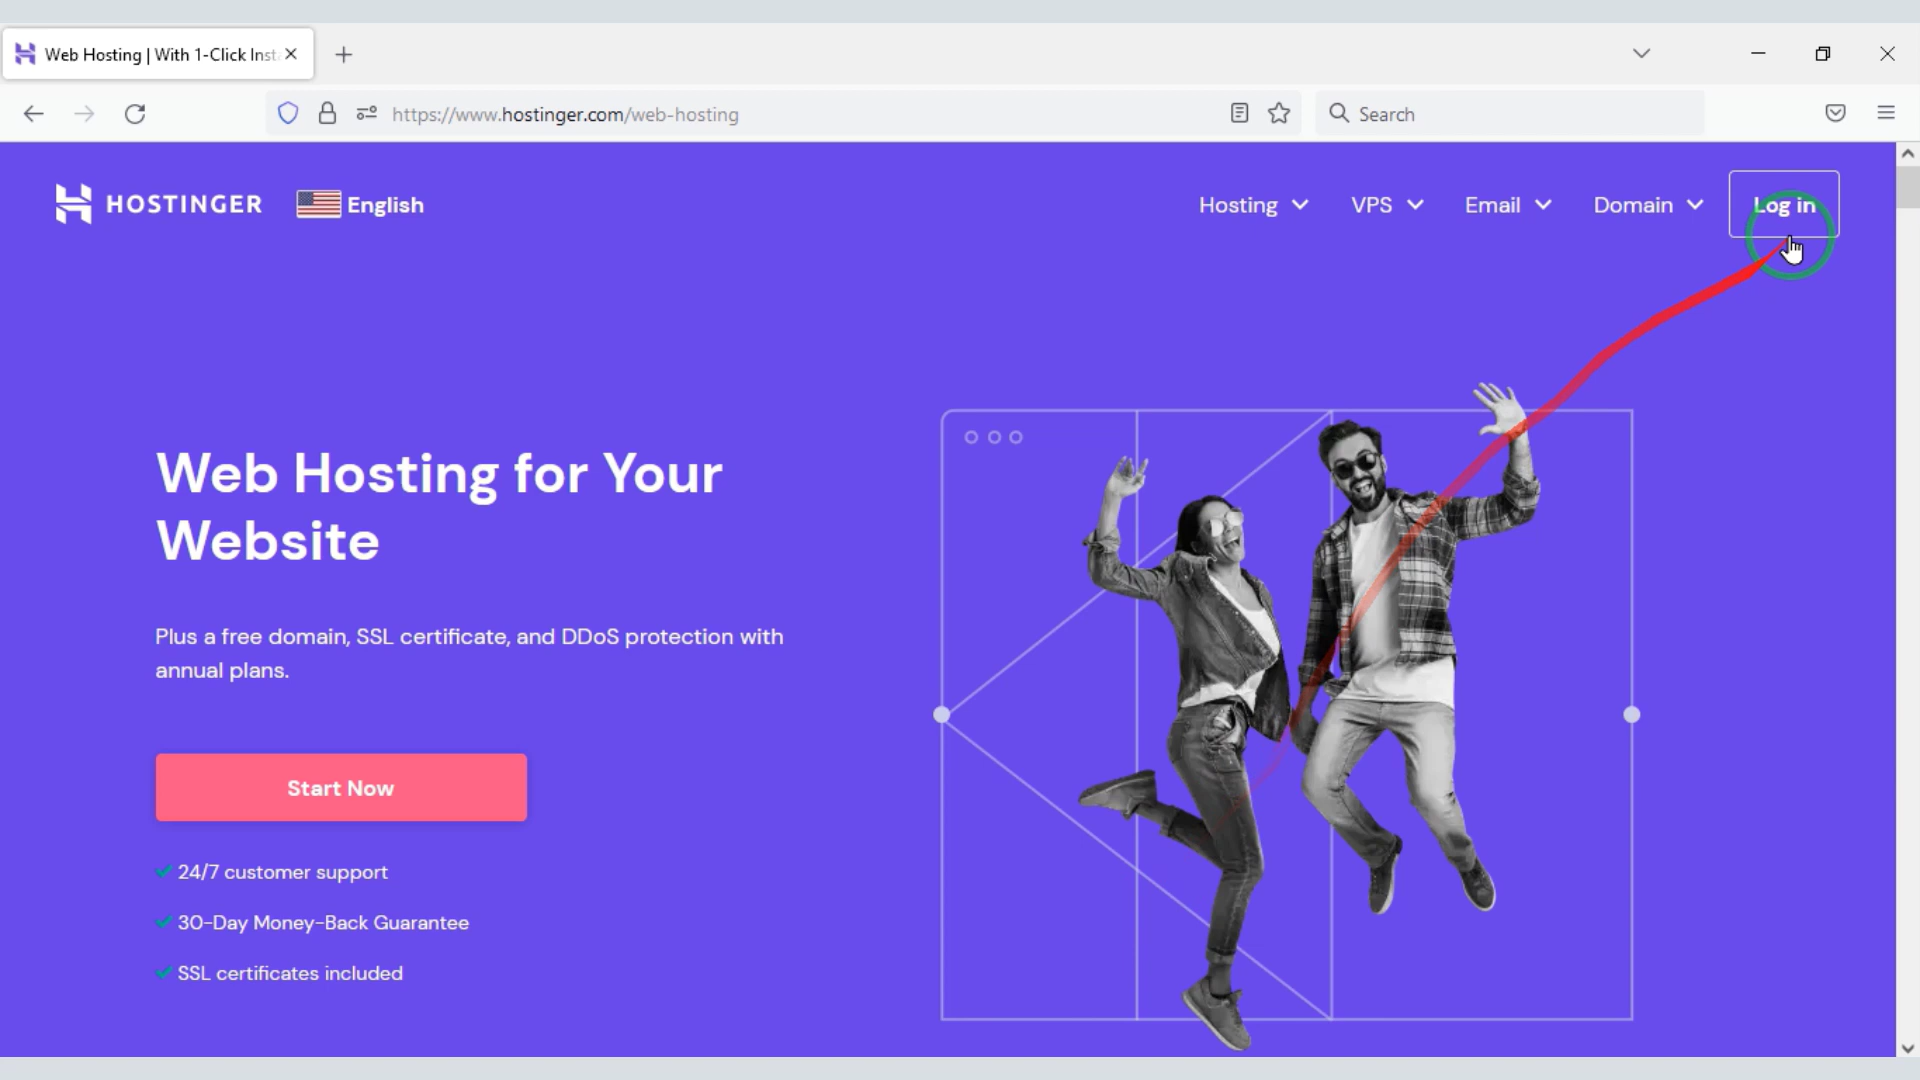 Web Hosting | With 1-Click Inst
https://www.hostinger.com/web-hosting
Search
HOSTINGER
English
Hosting
VPS
Email
Domain
Log in
Web Hosting for Your
Website
Plus a free domain, SSL certificate, and DDoS protection with
annual plans.
Start Now
24/7 customer support
30-Day Money-Back Guarantee
SSL certificates included